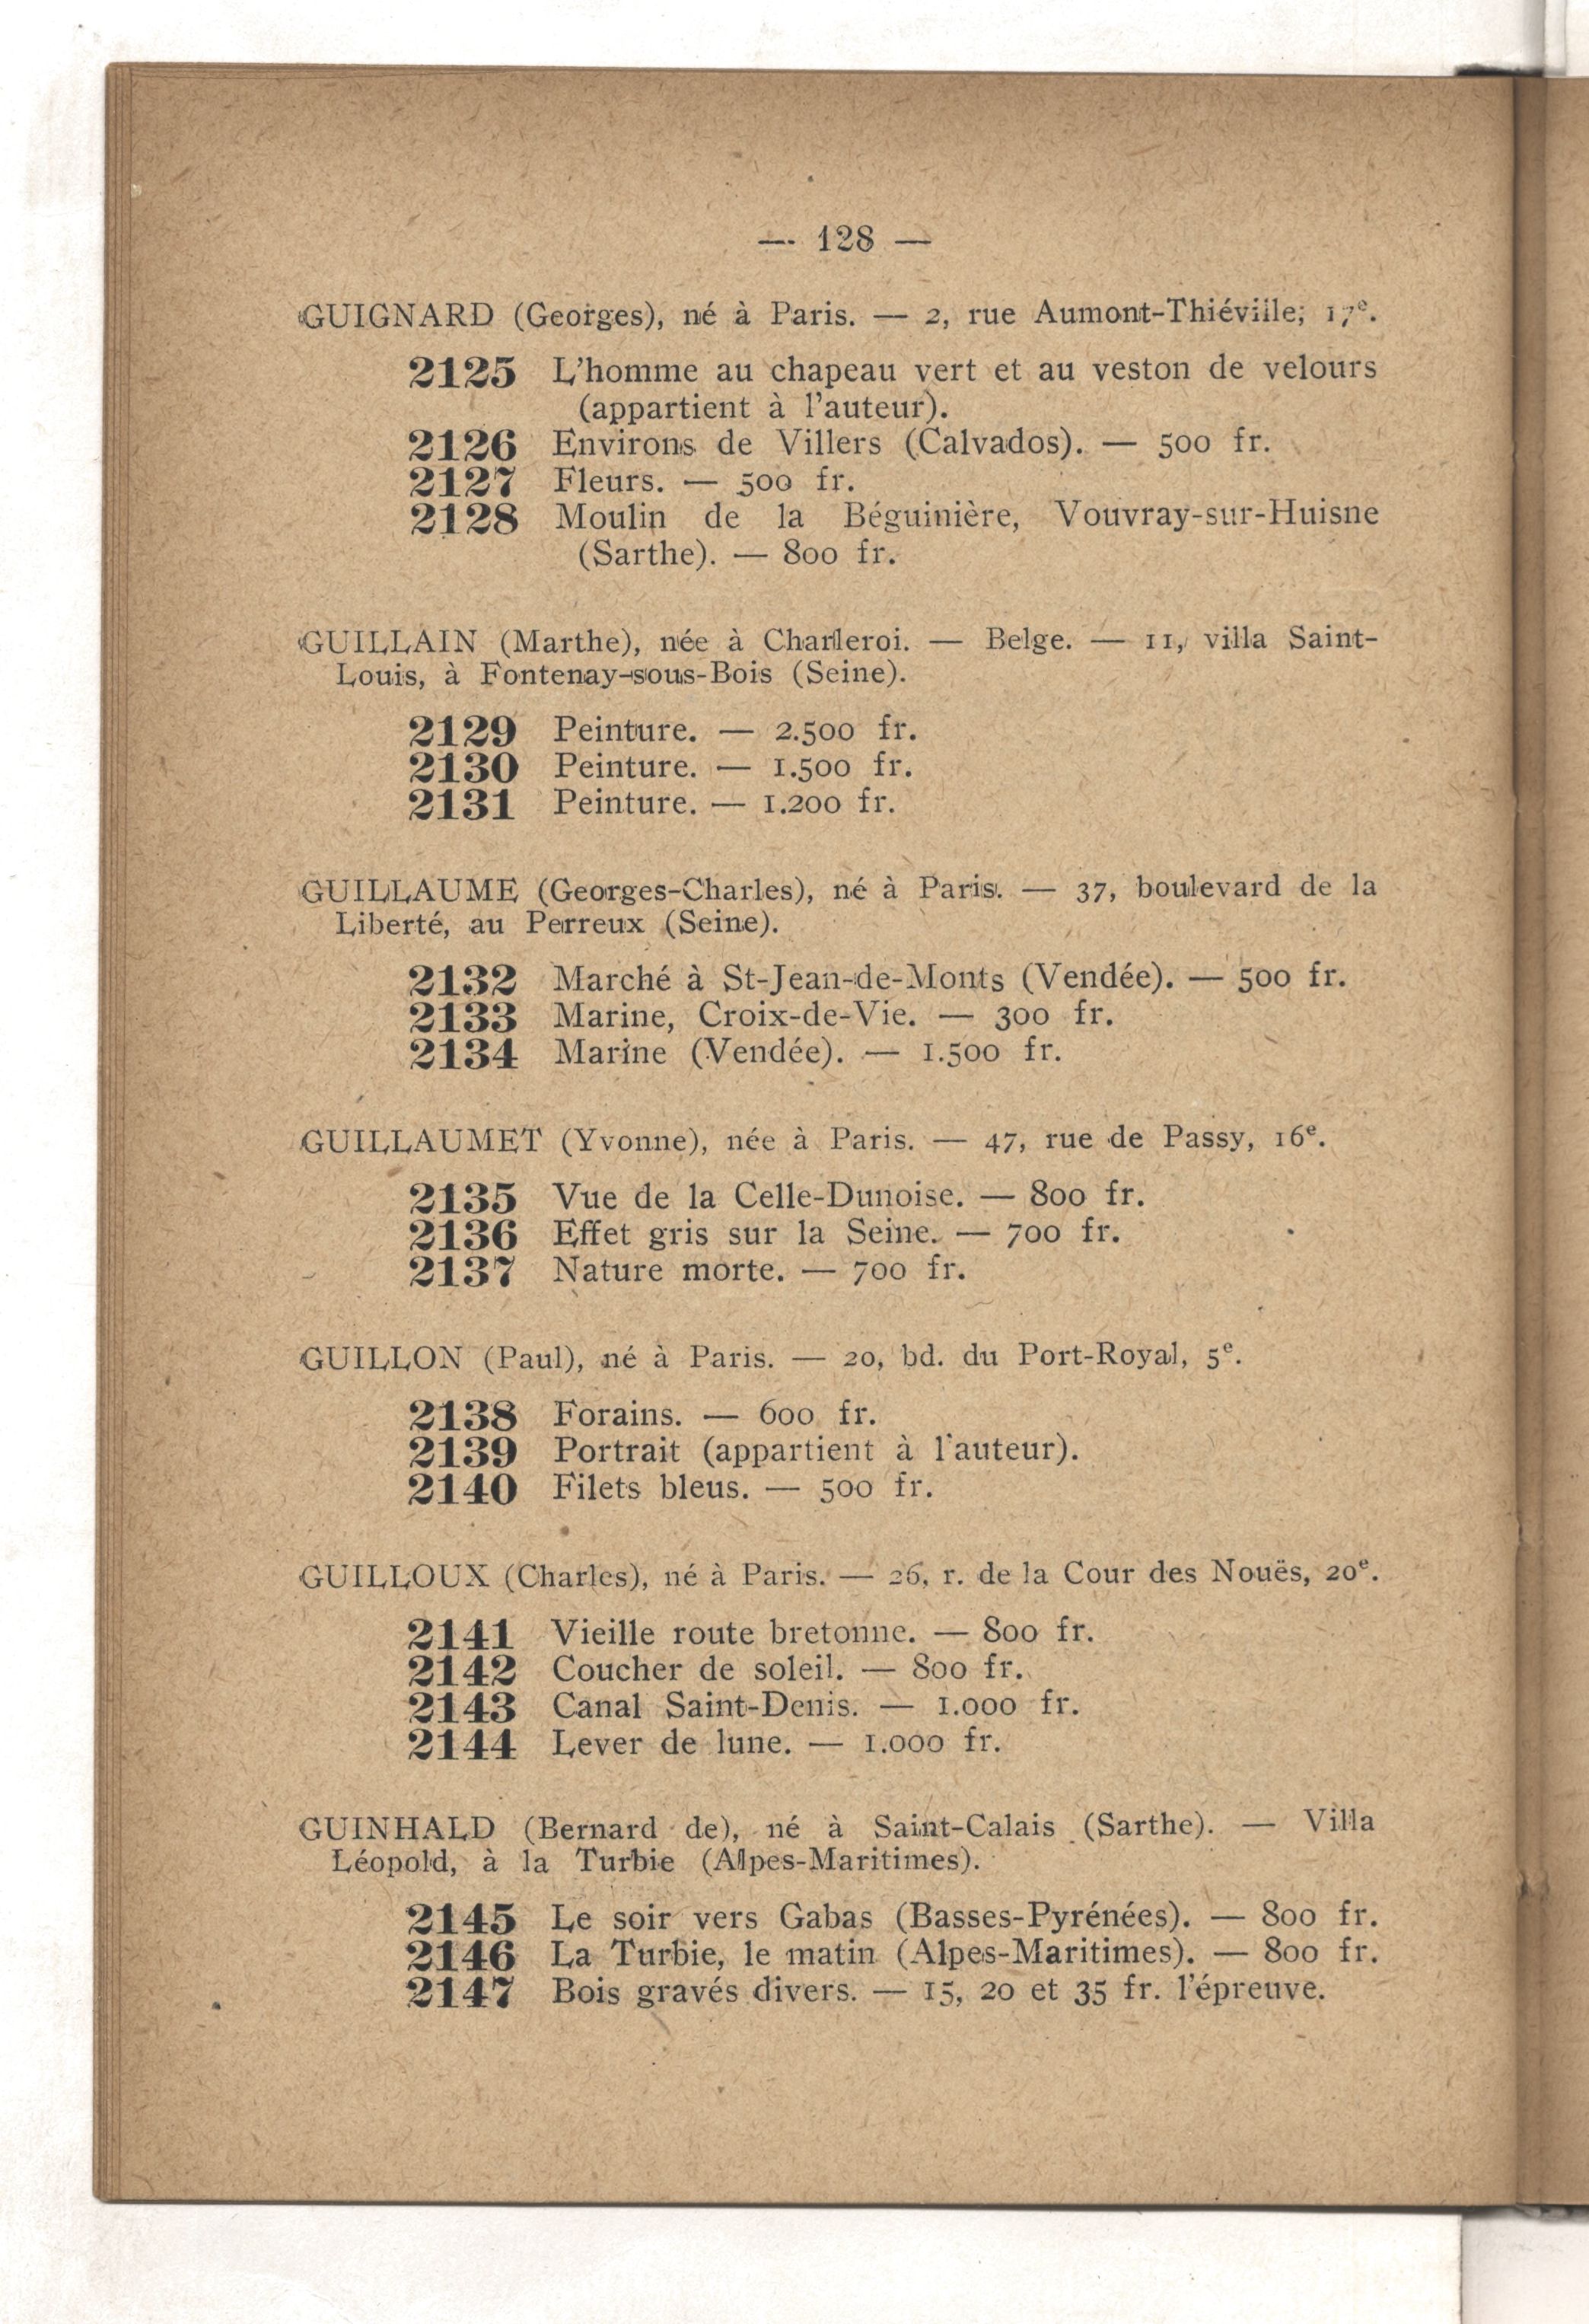 — 128 —
GUIGNARD (Georges), né à Paris. — 2, rue Aumont-Thiéville; 17e.
2125 L'homme au chapeau vert et au veston de velours
(appartient à l'auteur).
2126 Environs de Villers (Calvados). — 500 fr.
2127 Fleurs. — 500 fr.
2128 Moulin de la Béguinière, Vouvray-sur-Huisne
(Sarthe). — 800 fr.
GUILLAIN (Marthe), née à Charleroi. — Belge. — 11, villa Saint-
Louis, à Fontenay-sous-Bois (Seine).
2129 Peinture. — 2.500 fr.
2130 Peinture. — 1.500 fr.
2131 Peinture. — 1.200 fr.
GUILLAUME (Georges-Charles), né à Paris. — 37, boulevard de la
Liberté, au Perreux (Seine).
2132 Marché à St-Jean-de-Monts (Vendée). — 500 fr.
2133 Marine, Croix-de-Vie. — 300 fr.
2134 Marine (Vendée). — 1.500 fr.
GUILLAUMET (Yvonne), née à Paris. — 47, rue de Passy, 16e.
2135 Vue de la Celle-Dunoise. — 800 fr.
2136 Effet gris sur la Seine. — 700 fr.
2137 Nature morte. — 700 fr.
GUILLON (Paul), né à Paris. — 20, bd. du Port-Royal, 5e.
2138 Forains. — 600 fr.
2139 Portrait (appartient à l'auteur).
2140 Filets bleus. — 500 fr.
GUILLOUX (Charles), né à Paris. — 26, r. de la Cour des Nouës, 20e.
2141 Vieille route bretonne. — 800 fr.
2142 Coucher de soleil. — 800 fr.
2143 Canal Saint-Denis. — 1.000 fr.
2144 Lever de lune. — 1.000 fr.
GUINHALD (Bernard de), né à Saint-Calais (Sarthe). — Villa
Léopold, à la Turbie (Alpes-Maritimes).
2145 Le soir vers Gabas (Basses-Pyrénées). — 800 fr.
2146 La Turbie, le matin (Alpes-Maritimes). — 800 fr.
2147 Bois gravés divers. — 15, 20 et 35 fr. l'épreuve.